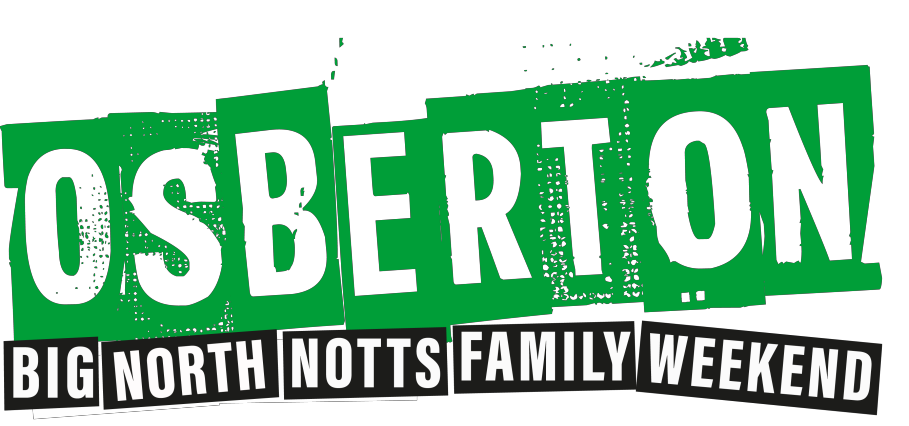 OSBERTON
BIG NORTH NOTTS FAMILY WEEKEND